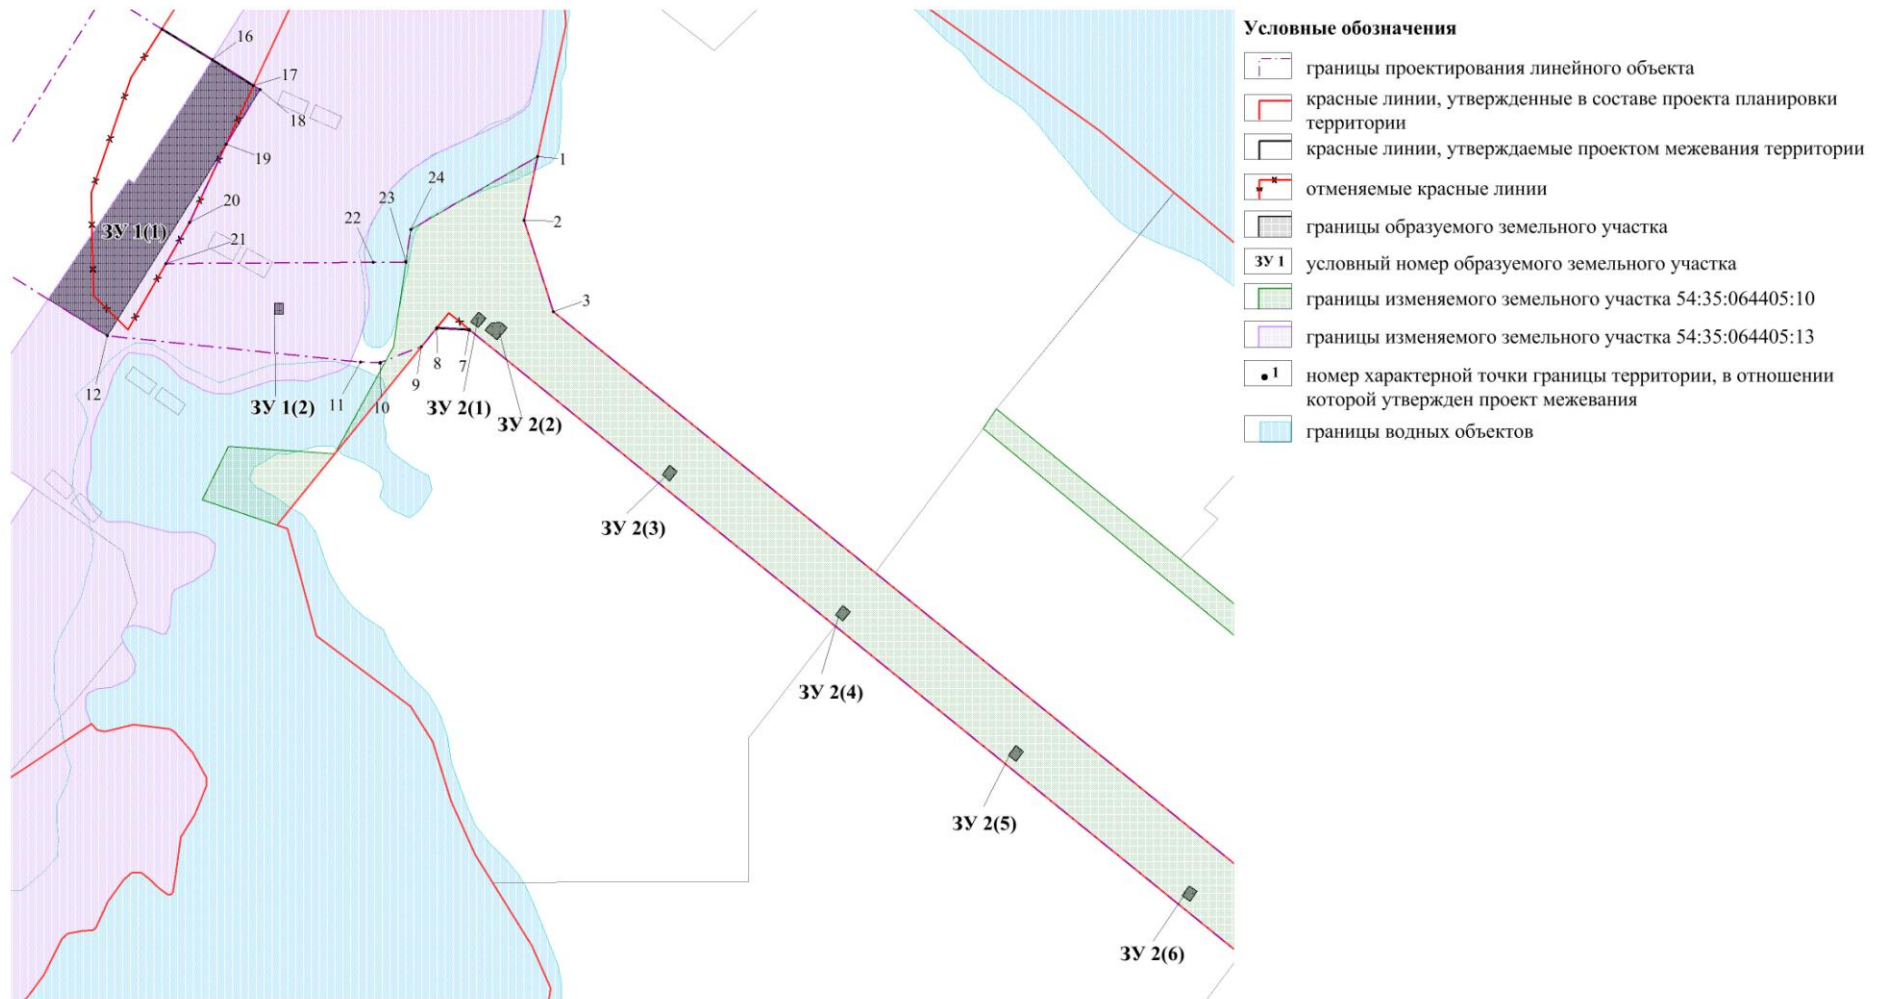 Условные обозначения
границы проектирования линейного объекта
красные линии, утвержденные в составе проекта планировки
территории
красные линии, утверждаемые проектом межевания территории
отменяемые красные линии
границы образуемого земельного участка
ЗУ 1
условный номер образуемого земельного участка
границы изменяемого земельного участка 54:35:064405:10
границы изменяемого земельного участка 54:35:064405:13
1
номер характерной точки границы территории, в отношении
которой утвержден проект межевания
границы водных объектов
16
17
18
19
20
21
22
23
24
1
2
3
7
8
9
10
11
12
ЗУ 1(1)
ЗУ 1(2)
ЗУ 2(1)
ЗУ 2(2)
ЗУ 2(3)
ЗУ 2(4)
ЗУ 2(5)
ЗУ 2(6)